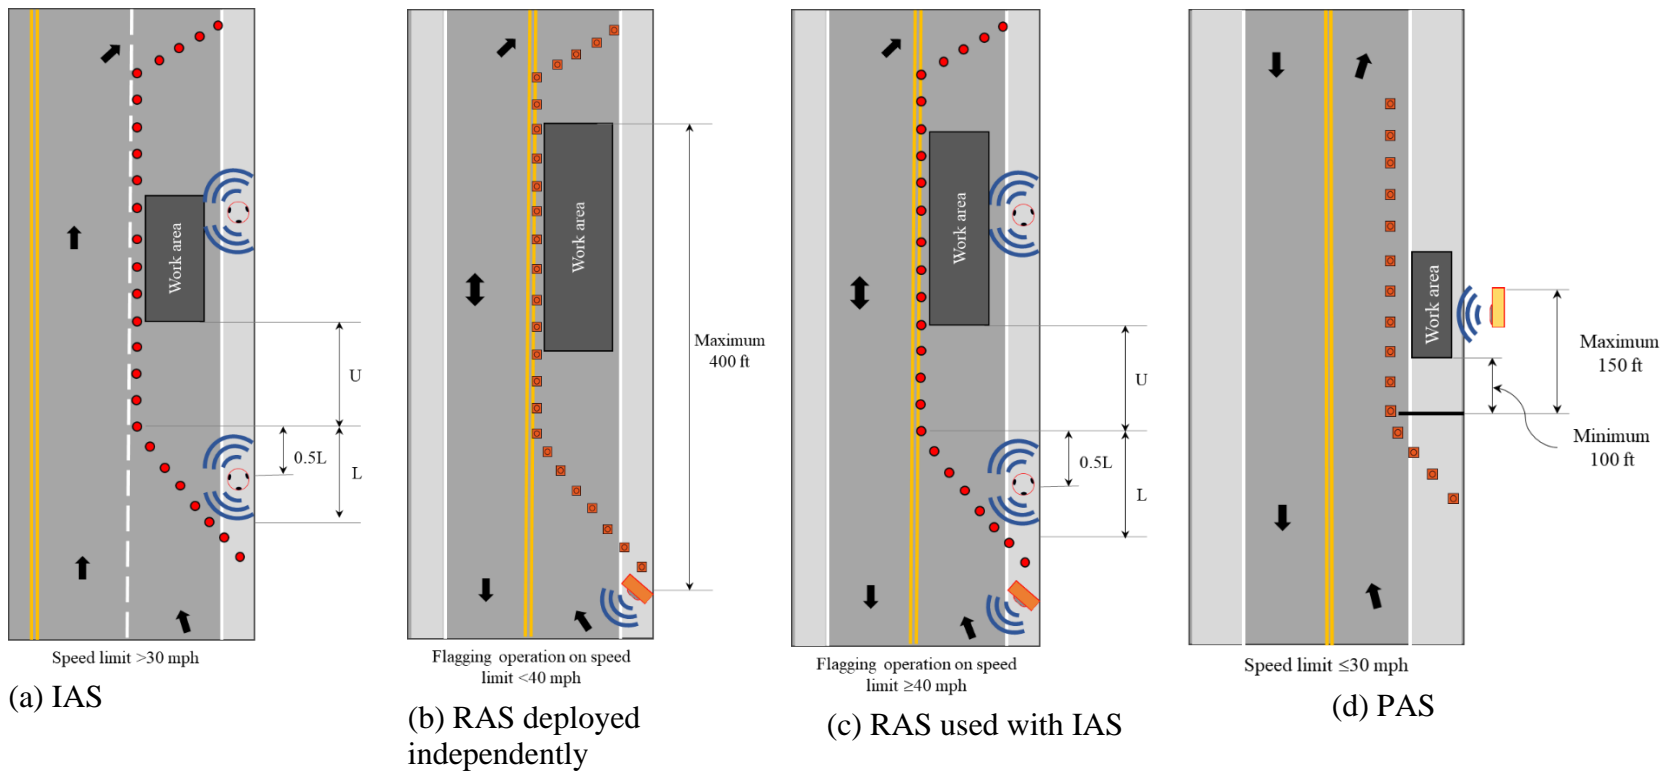 Work area
U
0.5L
L
Speed limit >30 mph
(a) IAS
Work area
Maximum
400 ft
Flagging operation on speed
limit <40 mph
(b) RAS deployed
independently
Work area
U
0.5L
L
Flagging operation on speed
limit ≥40 mph
(c) RAS used with IAS
Work area
Maximum
150 ft
Minimum
100 ft
Speed limit ≤30 mph
(d) PAS